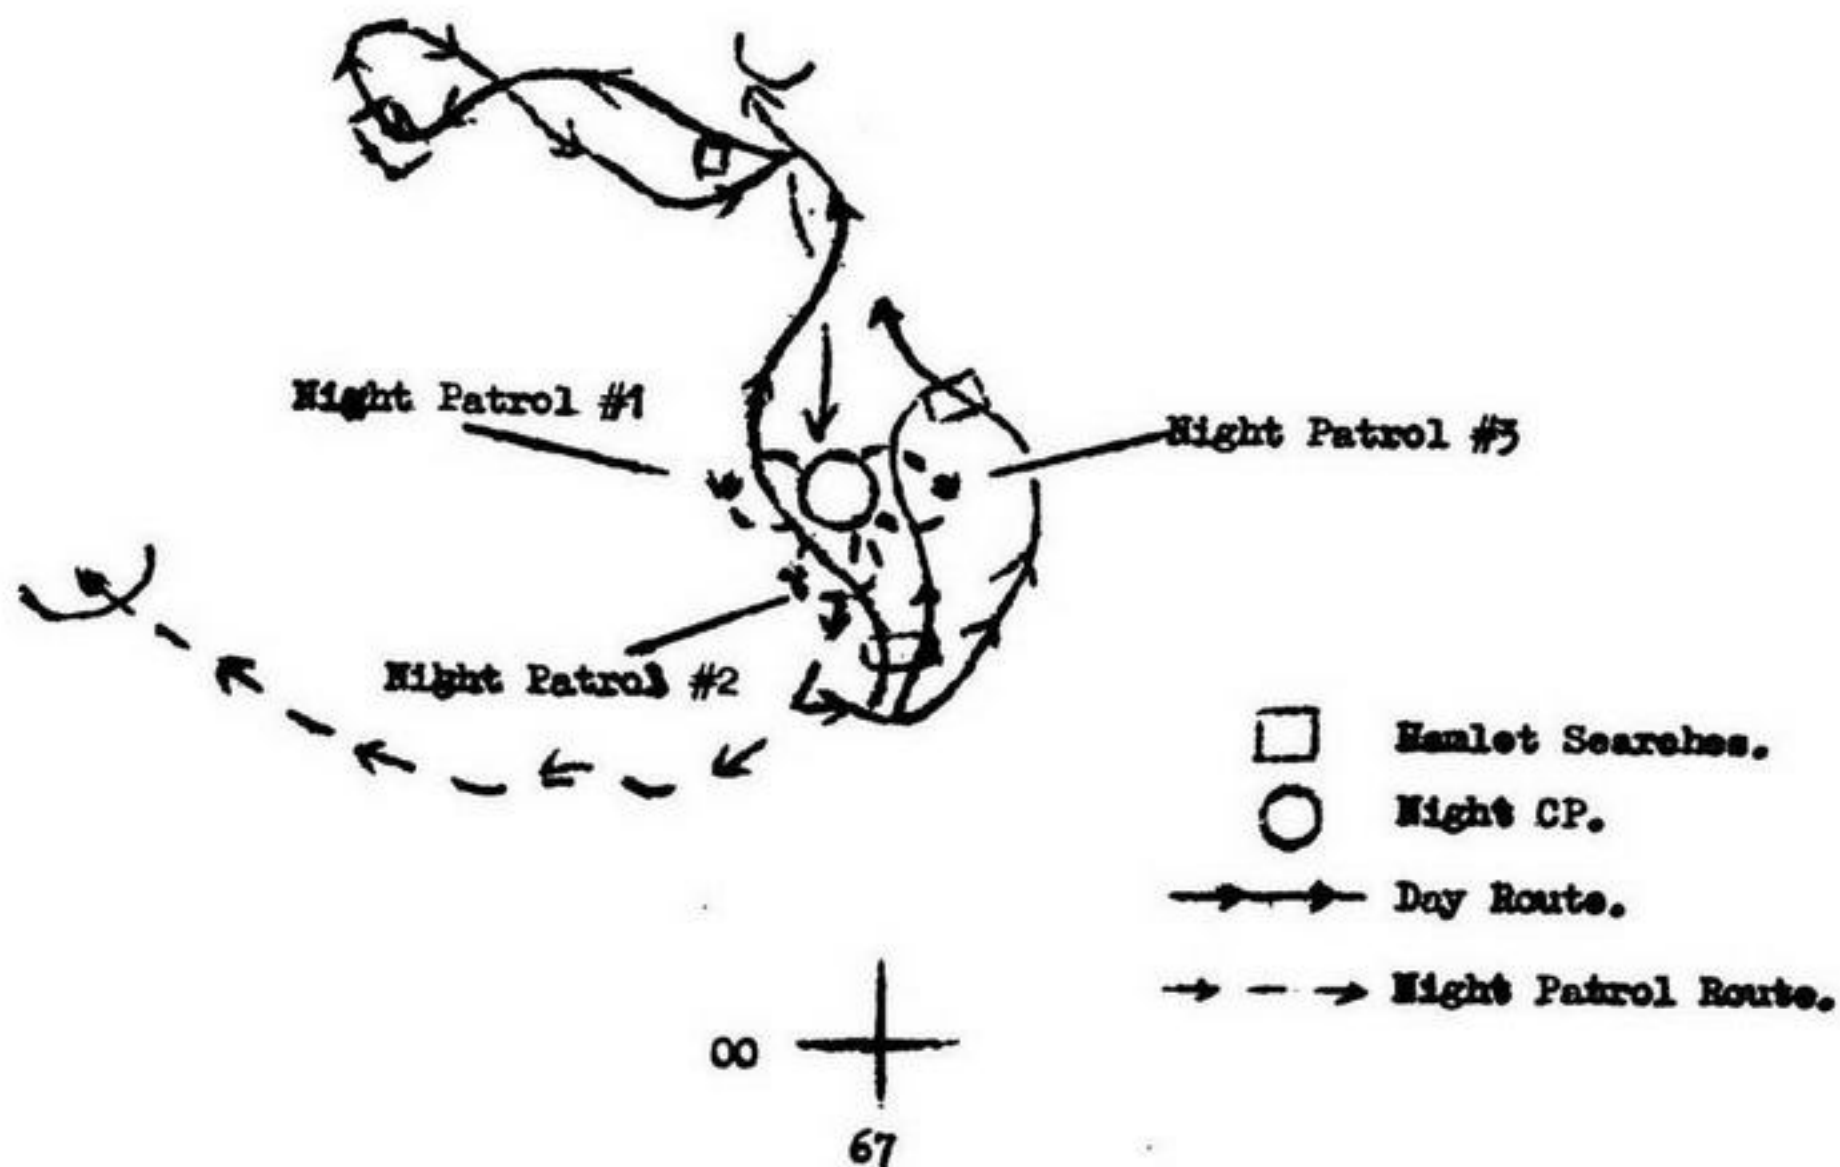 Night Patrol #1
Night Patrol #3
Night Patrol #2
Hamlet Searches.
Night CP.
Day Route.
Night Patrol Route.
00
67